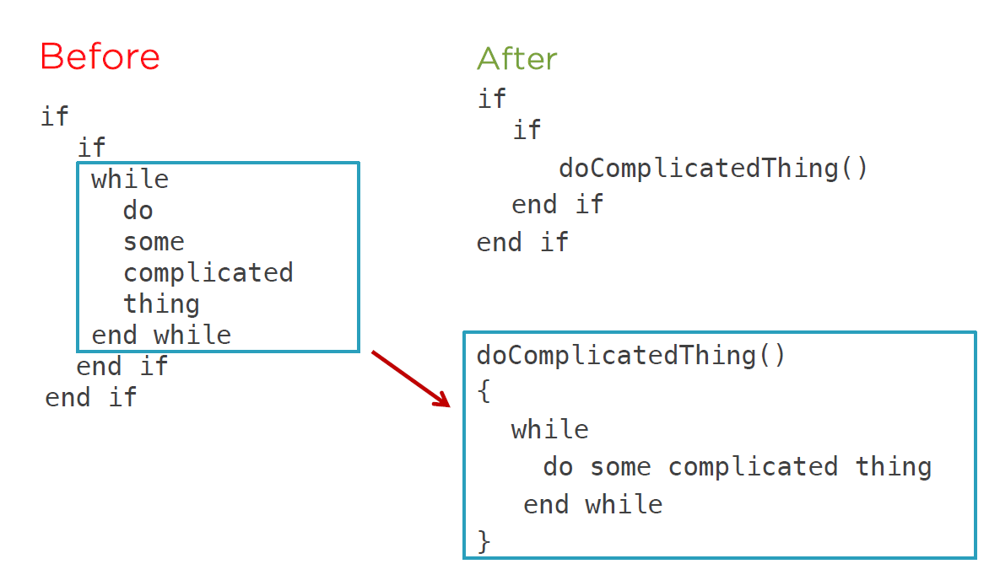 Before
if
if
while
do
some
complicated
thing
end while
end if
end if
After
if
if
doComplicatedThing()
end if
end if
doComplicatedThing()
{
while
do some complicated thing
end while
}